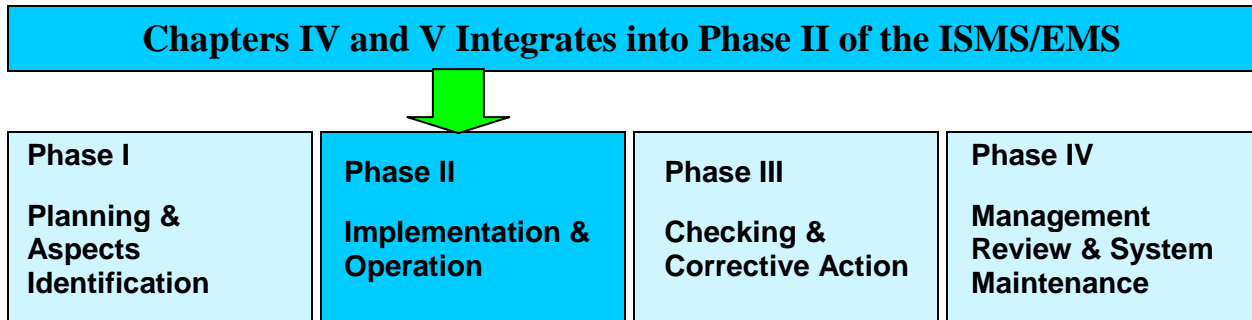 Chapters IV and V Integrates into Phase II of the ISMS/EMS
Phase I
Planning &
Aspects
Identification
Phase II
Implementation &
Operation
Phase III
Checking &
Corrective Action
Phase IV
Management
Review & System
Maintenance